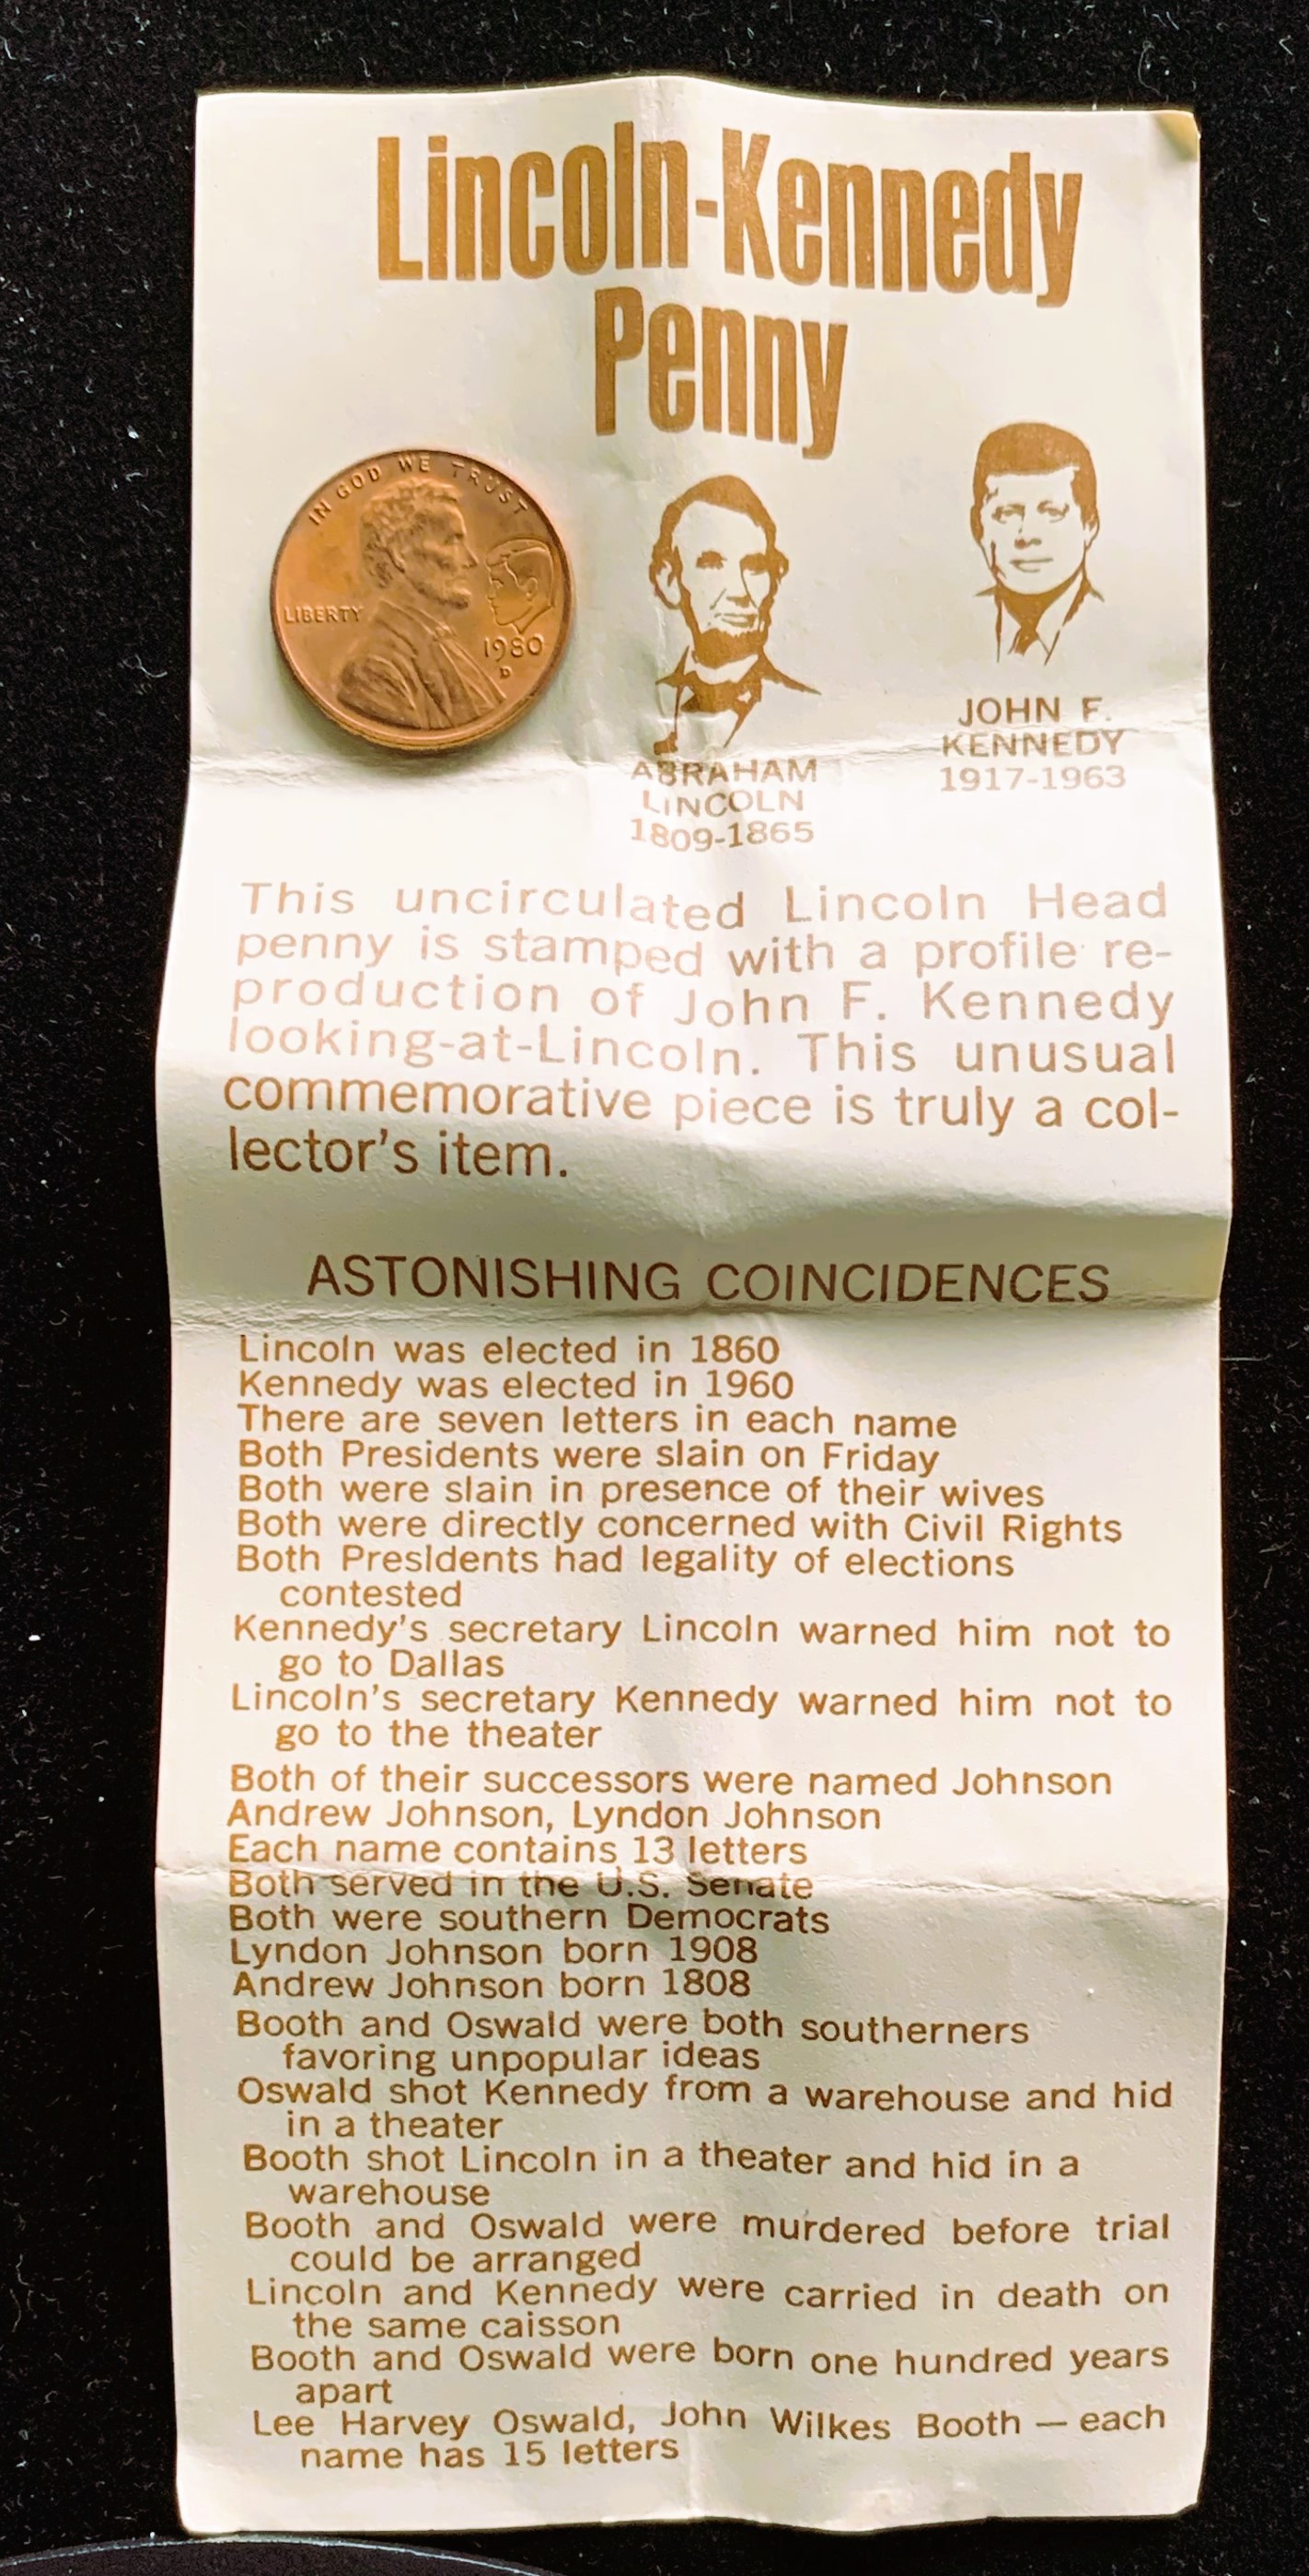 Lincoln-Kennedy
Penny
IN GOD WE TRUST
LIBERTY
1980
D
ABRAHAM
LINCOLN
1809-1865
JOHN F.
KENNEDY
1917-1963
This uncirculated Lincoln Head
penny is stamped with a profile re-
production of John F. Kennedy
looking-at-Lincoln. This unusual
commemorative piece is truly a col-
lector's item.
ASTONISHING COINCIDENCES
Lincoln was elected in 1860
Kennedy was elected in 1960
There are seven letters in each name
Both Presidents were slain on Friday
Both were slain in presence of their wives
Both were directly concerned with Civil Rights
Both Presidents had legality of elections
contested
Kennedy's secretary Lincoln warned him not to
go to Dallas
Lincoln's secretary Kennedy warned him not to
go to the theater
Both of their successors were named Johnson
Andrew Johnson, Lyndon Johnson
Each name contains 13 letters
Both served in the U.S. Senate
Both were southern Democrats
Lyndon Johnson born 1908
Andrew Johnson born 1808
Booth and Oswald were both southerners
favoring unpopular ideas
Oswald shot Kennedy from a warehouse and hid
in a theater
Booth shot Lincoln in a theater and hid in a
warehouse
Booth and Oswald were murdered before trial
could be arranged
Lincoln and Kennedy were carried in death on
the same caisson
Booth and Oswald were born one hundred years
apart
Lee Harvey Oswald, John Wilkes Booth — each
name has 15 letters